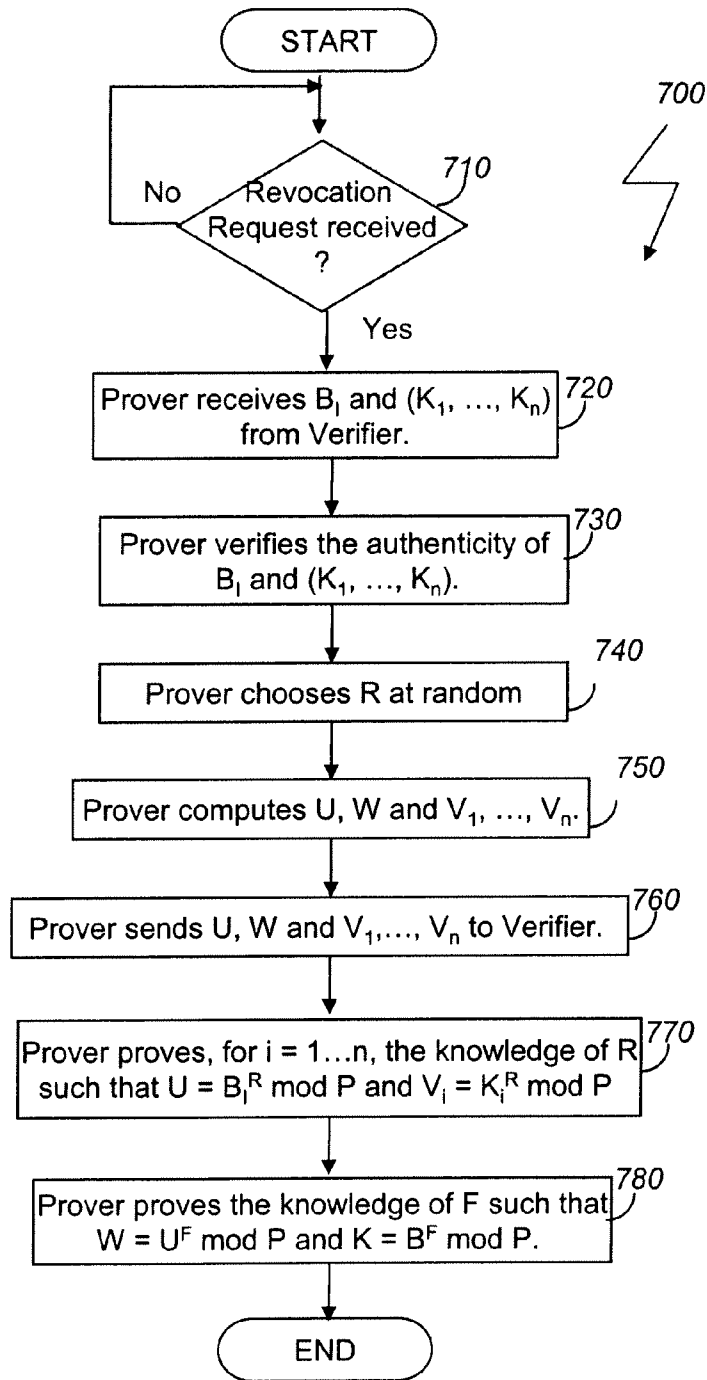 START
700
710
No
Revocation
Request received
?
Yes
720
Prover receives B_I and (K_1, …, K_n)
from Verifier.
730
Prover verifies the authenticity of
B_I and (K_1, …, K_n).
740
Prover chooses R at random
750
Prover computes U, W and V_1, …, V_n.
760
Prover sends U, W and V_1,…, V_n to Verifier.
770
Prover proves, for i = 1…n, the knowledge of R
such that U = B_I^R mod P and V_i = K_i^R mod P
780
Prover proves the knowledge of F such that
W = U^F mod P and K = B^F mod P.
END